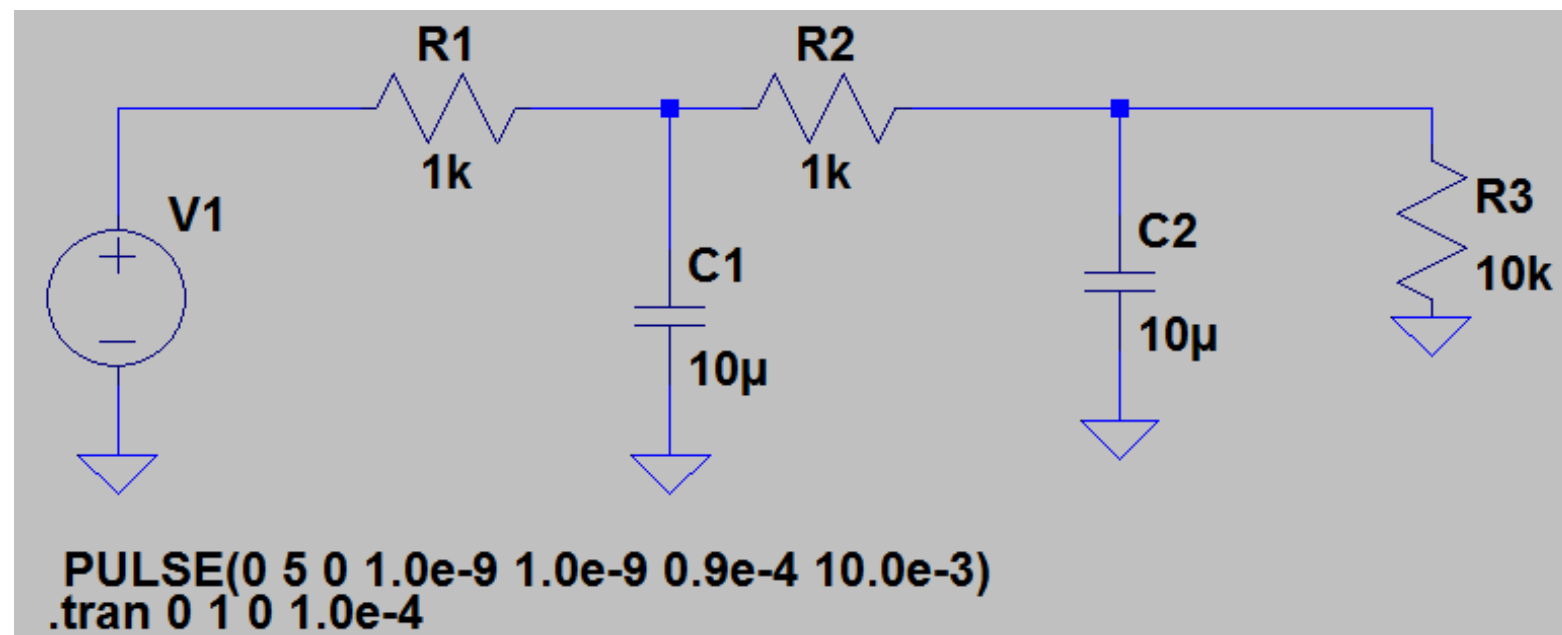 R1
R2
1k
1k
V1
R3
C2
C1
10k
10µ
10µ
PULSE(0 5 0 1.0e-9 1.0e-9 0.9e-4 10.0e-3)
.tran 0 1 0 1.0e-4